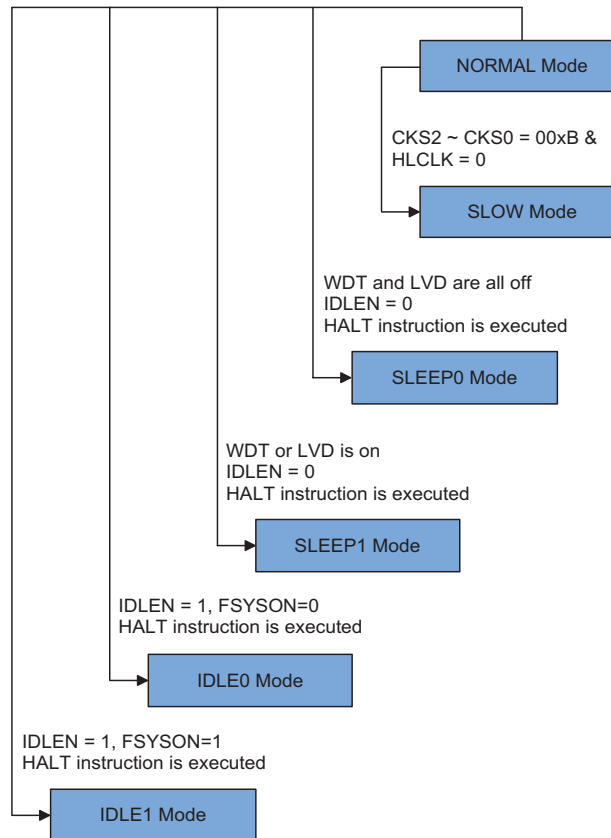 NORMAL Mode
CKS2 ~ CKS0 = 00xB &
HLCLK = 0
SLOW Mode
WDT and LVD are all off
IDLEN = 0
HALT instruction is executed
SLEEP0 Mode
WDT or LVD is on
IDLEN = 0
HALT instruction is executed
SLEEP1 Mode
IDLEN = 1, FSYSON=0
HALT instruction is executed
IDLE0 Mode
IDLEN = 1, FSYSON=1
HALT instruction is executed
IDLE1 Mode